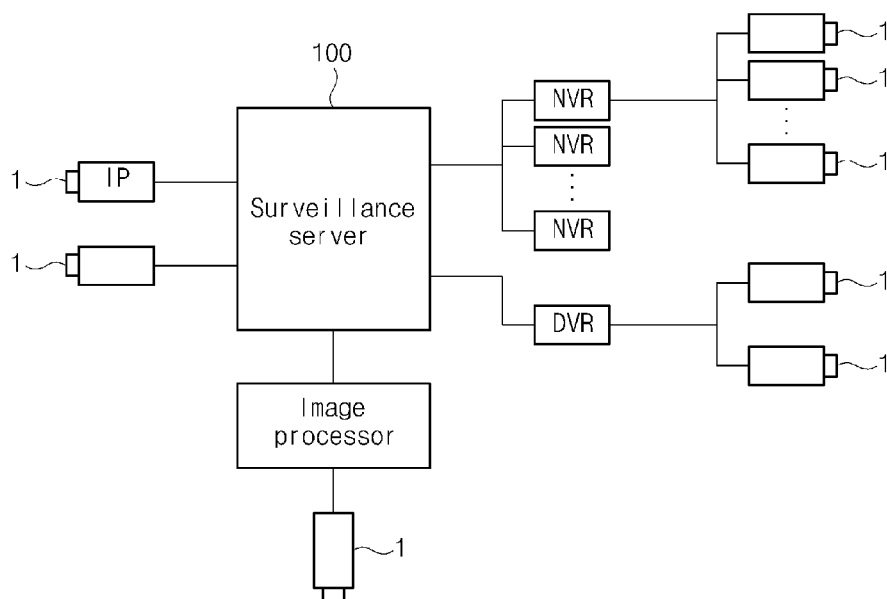 100
1
IP
1
Surveillance
server
NVR
NVR
NVR
DVR
1
1
1
1
1
Image
processor
1